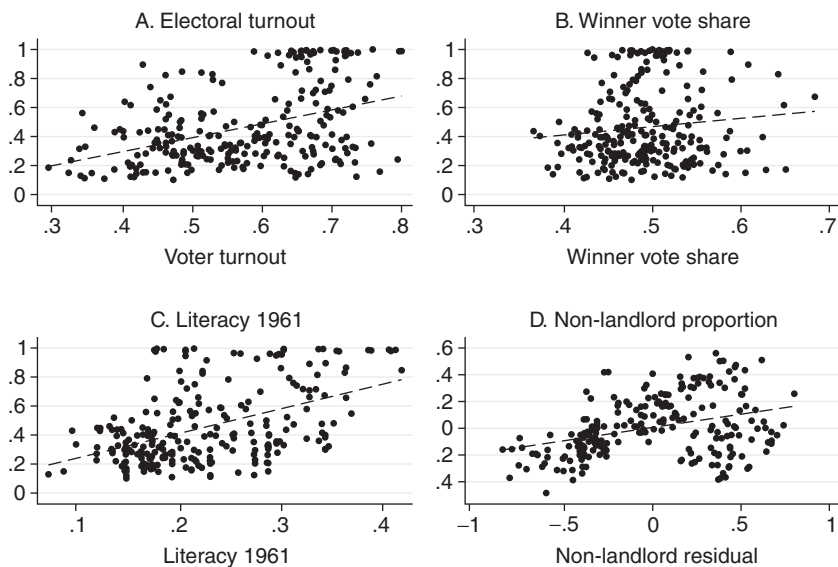 A. Electoral turnout
1
.8
.6
.4
.2
0
.3 .4 .5 .6 .7 .8
Voter turnout
B. Winner vote share
1
.8
.6
.4
.2
0
.3 .4 .5 .6 .7
Winner vote share
C. Literacy 1961
1
.8
.6
.4
.2
0
.1 .2 .3 .4
Literacy 1961
D. Non-landlord proportion
.6
.4
.2
0
.2
.4
−1 −.5 0 .5 1
Non-landlord residual